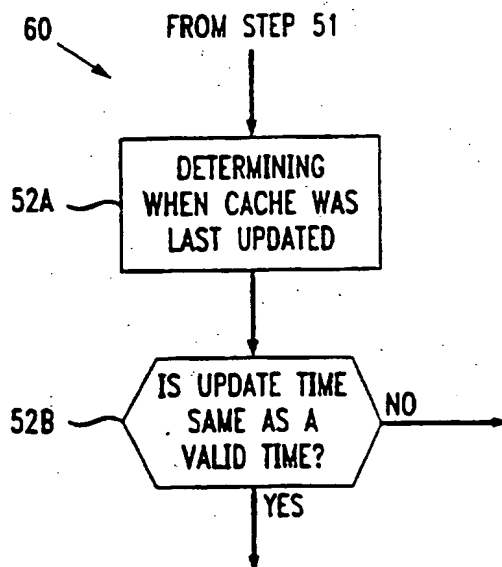 60
FROM STEP 51
52A
DETERMINING
WHEN CACHE WAS
LAST UPDATED
52B
IS UPDATE TIME
SAME AS A
VALID TIME?
NO
YES